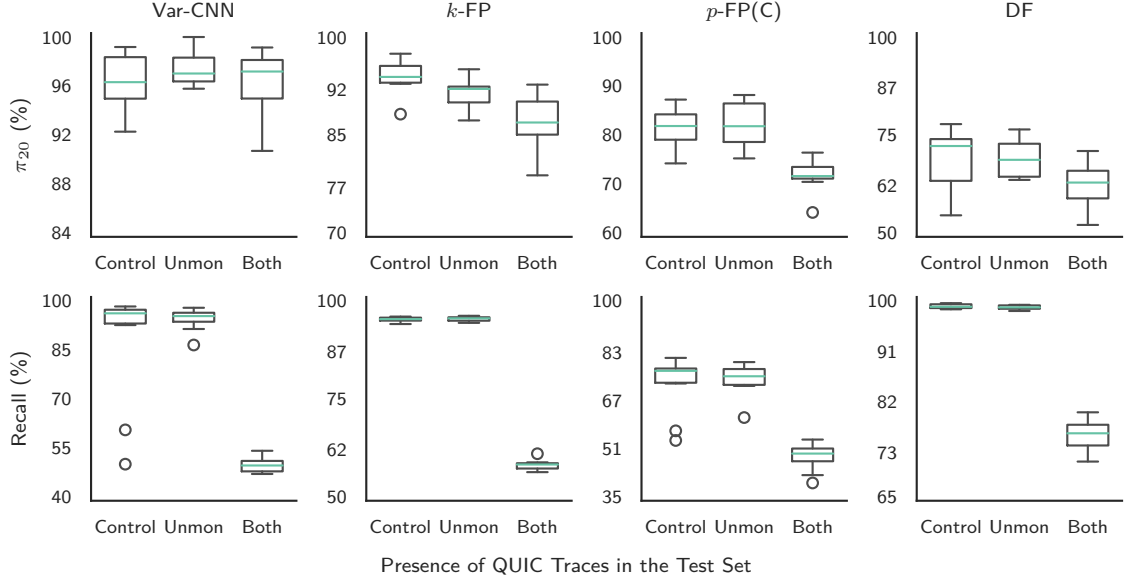 Var-CNN k-FP p-FP(C) DF
π20 (%)
100 100 100 100
96 92 90 87
92 85 80 75
88 77 70 62
84 70 60 50
Control Unmon Both Control Unmon Both Control Unmon Both Control Unmon Both
Recall (%)
100 100 100 100
85 87 83 91
70 75 67 82
55 62 51 73
40 50 35 65
Control Unmon Both Control Unmon Both Control Unmon Both Control Unmon Both
Presence of QUIC Traces in the Test Set